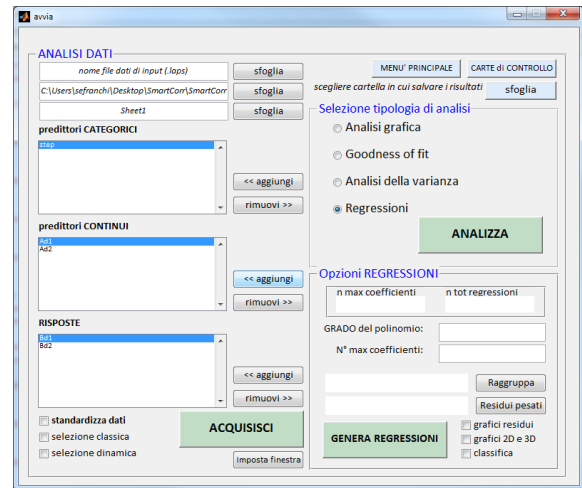 avvia
ANALISI DATI
nome file dati di input (.laps)
sfoglia
C:\Users\sefranchi\Desktop\SmartCorr\SmartCorr
sfoglia
Sheet1
sfoglia
predittori CATEGORICI
step
<< aggiungi
rimuovi >>
predittori CONTINUI
Ad1
Ad2
<< aggiungi
rimuovi >>
RISPOSTE
Bd1
Bd2
<< aggiungi
rimuovi >>
standardizza dati
selezione classica
selezione dinamica
ACQUISISCI
Imposta finestra
MENU' PRINCIPALE
CARTE di CONTROLLO
scegliere cartella in cui salvare i risultati
sfoglia
Selezione tipologia di analisi
Analisi grafica
Goodness of fit
Analisi della varianza
Regressioni
ANALIZZA
Opzioni REGRESSIONI
n max coefficienti
n tot regressioni
GRADO del polinomio:
N° max coefficienti:
Raggruppa
Residui pesati
GENERA REGRESSIONI
grafici residui
grafici 2D e 3D
classifica